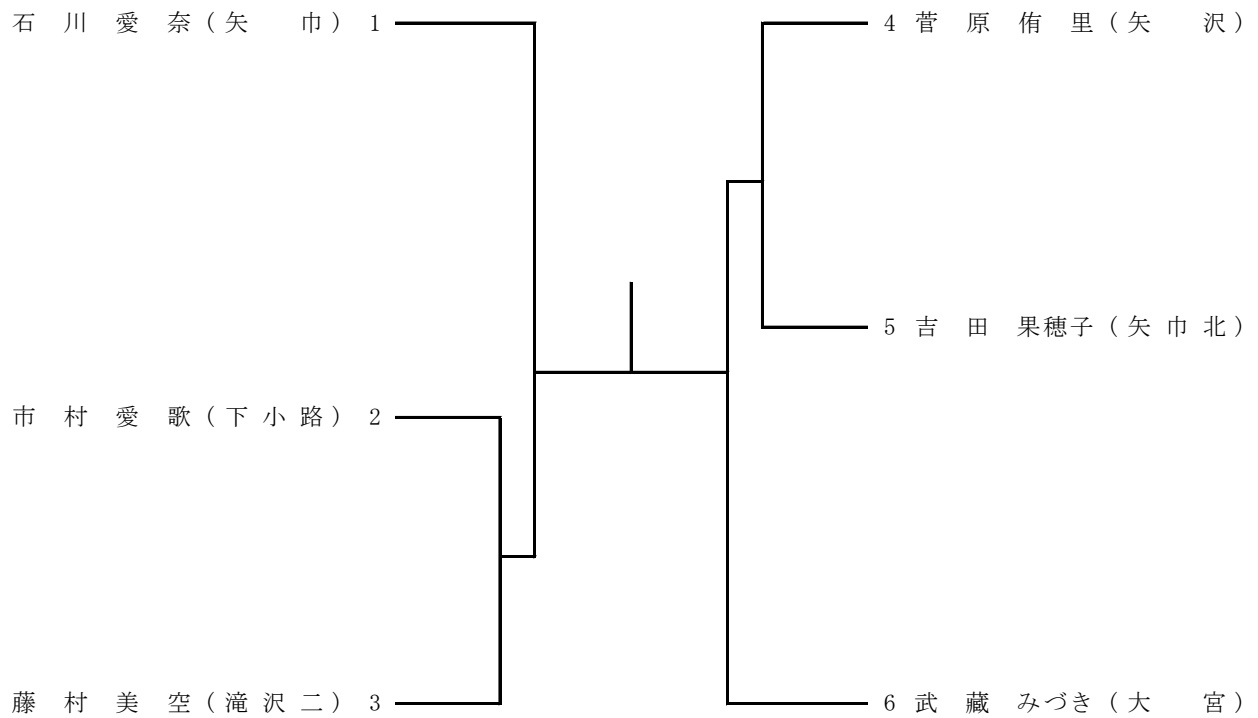 石川愛奈(矢巾) 1
市村愛歌(下小路) 2
藤村美空(滝沢二) 3
4 菅原侑里(矢沢)
5 吉田果穂子(矢巾北)
6 武藏みづき(大宮)